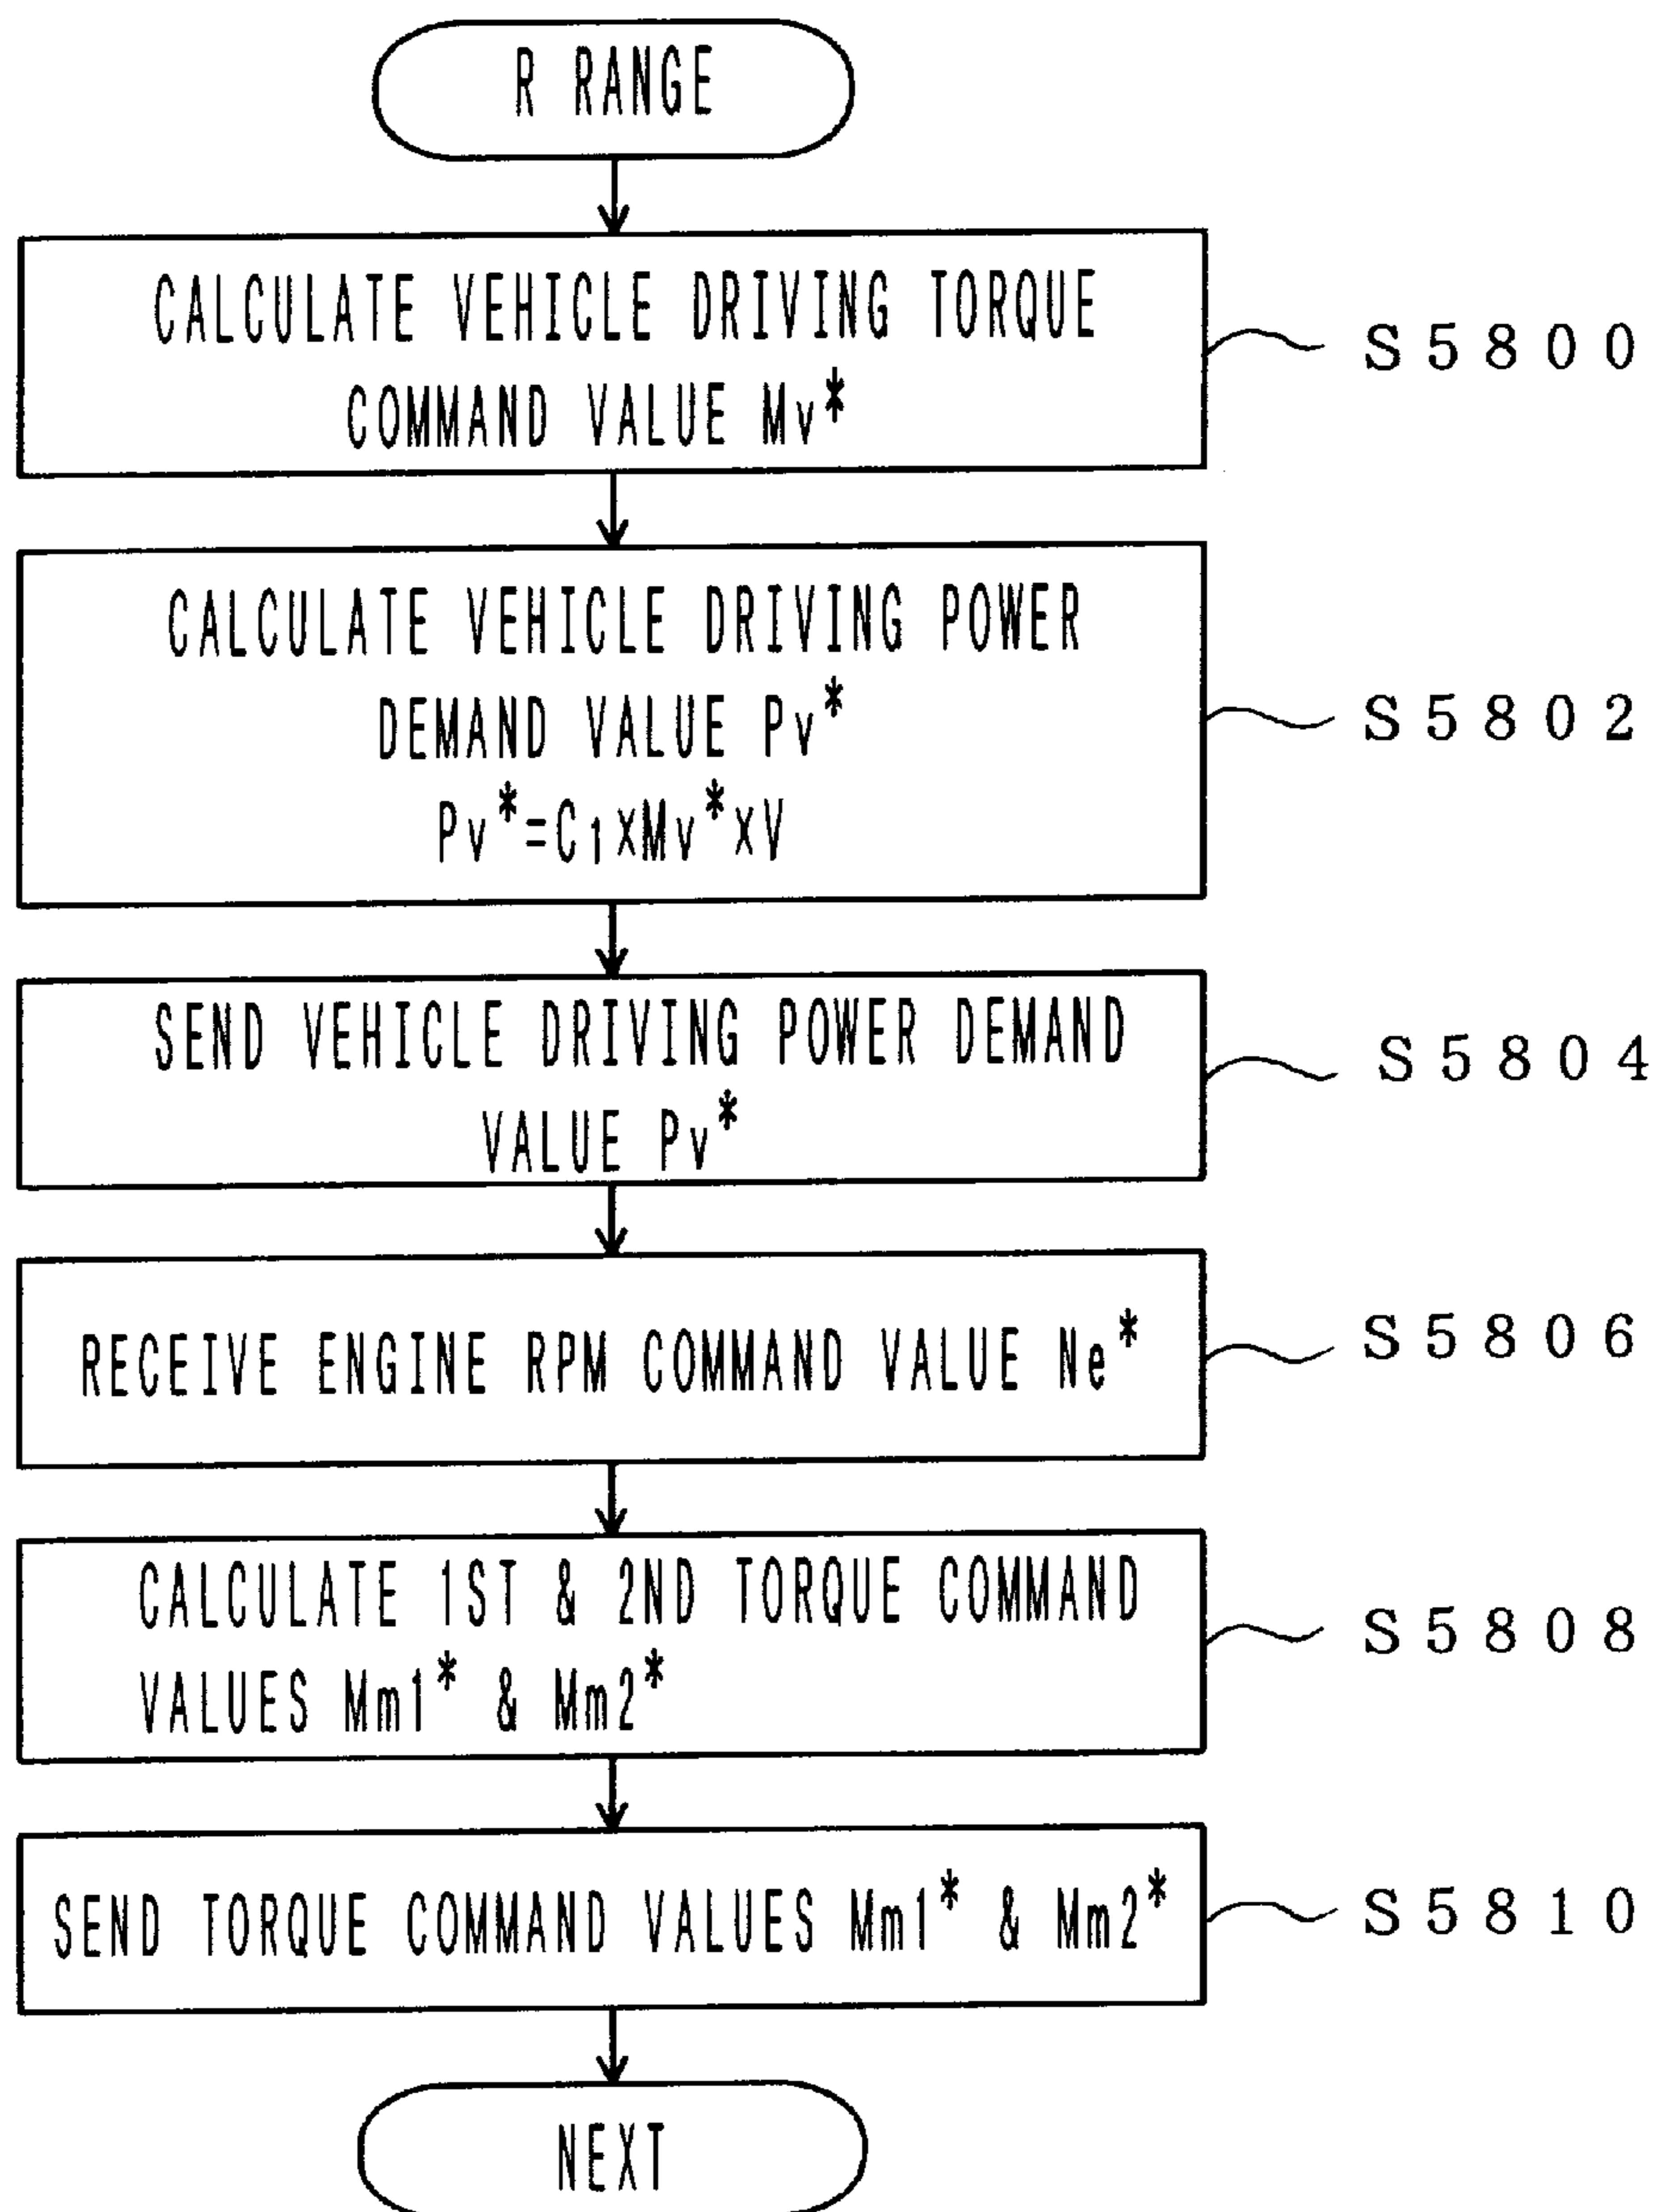 R RANGE
CALCULATE VEHICLE DRIVING TORQUE
COMMAND VALUE Mv*
S5800
CALCULATE VEHICLE DRIVING POWER
DEMAND VALUE Pv*
Pv*=C1×Mv*×V
S5802
SEND VEHICLE DRIVING POWER DEMAND
VALUE Pv*
S5804
RECEIVE ENGINE RPM COMMAND VALUE Ne*
S5806
CALCULATE 1ST & 2ND TORQUE COMMAND
VALUES Mm1* & Mm2*
S5808
SEND TORQUE COMMAND VALUES Mm1* & Mm2*
S5810
NEXT